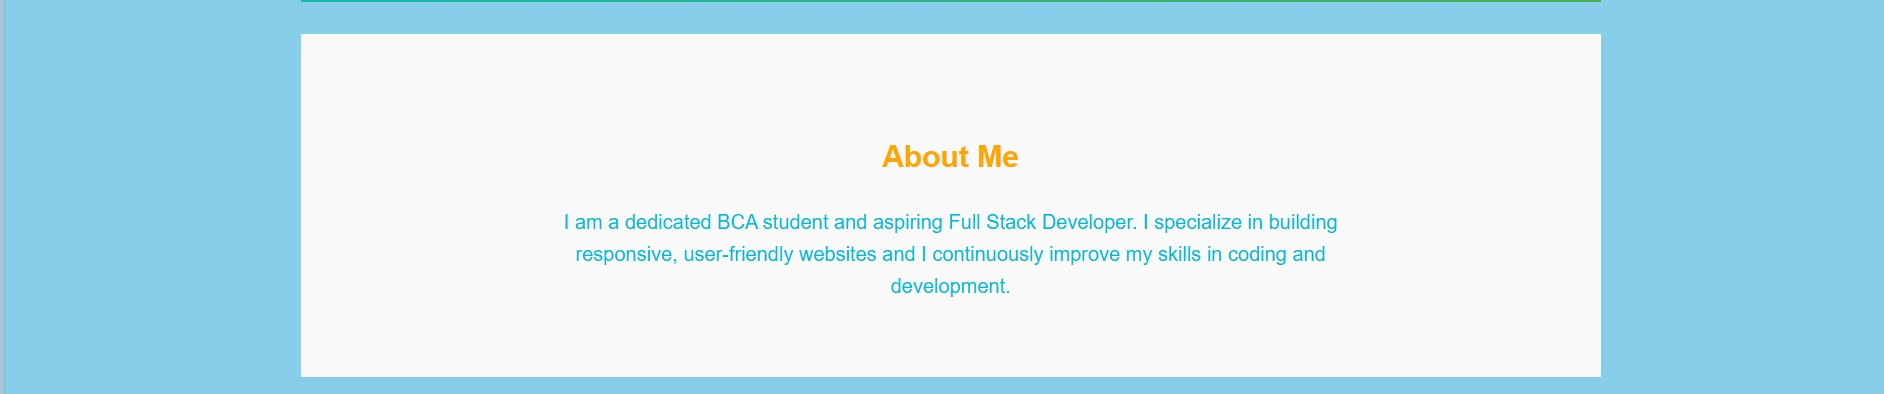 About Me
I am a dedicated BCA student and aspiring Full Stack Developer. I specialize in building
responsive, user-friendly websites and I continuously improve my skills in coding and
development.